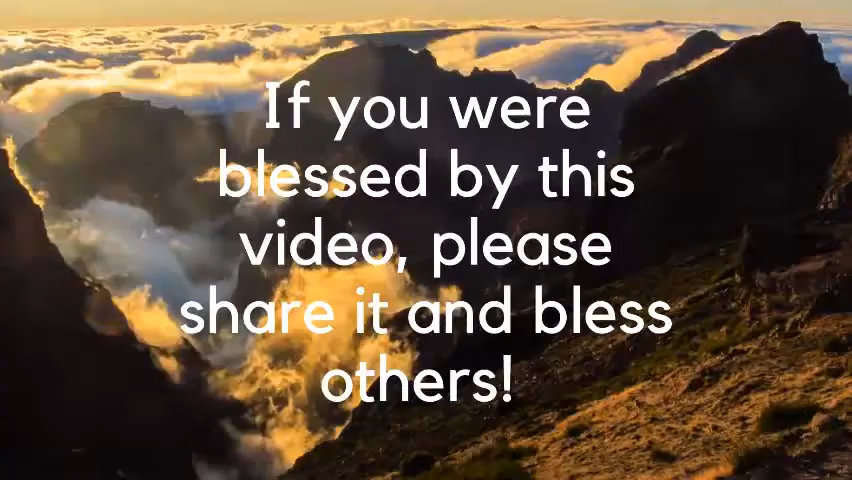 If you were
blessed by this
video, please
share it and bless
others!